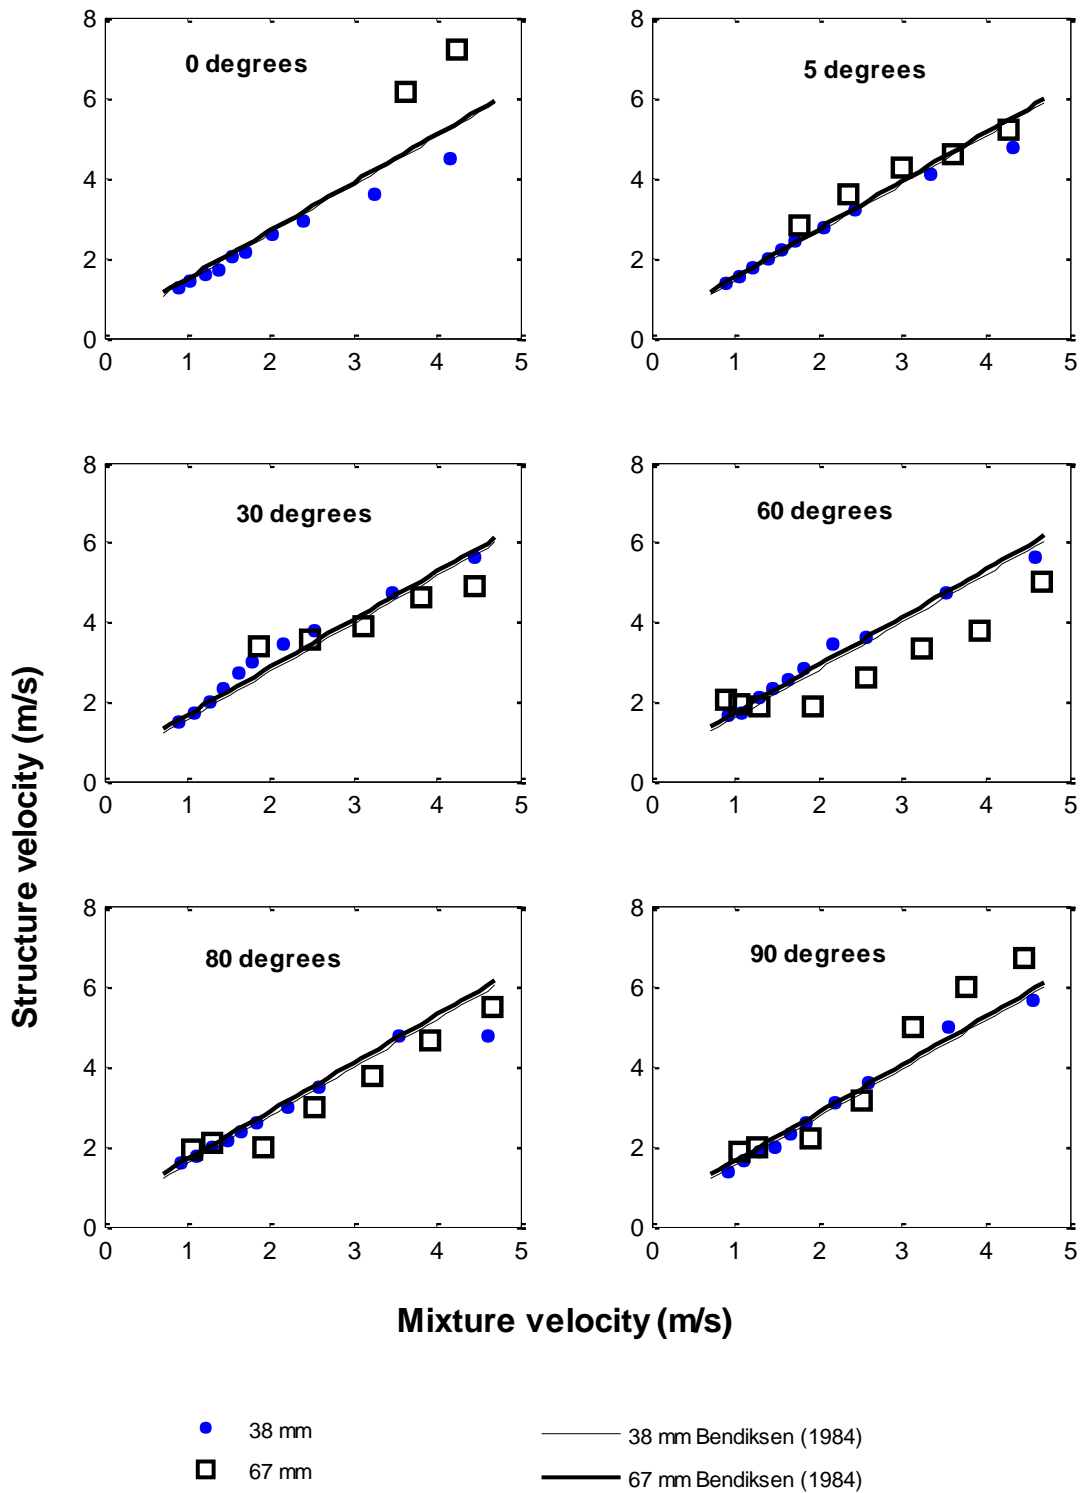 8
6
4
2
0
0 1 2 3 4 5
0 degrees
8
6
4
2
0
0 1 2 3 4 5
5 degrees
8
6
4
2
0
0 1 2 3 4 5
30 degrees
8
6
4
2
0
0 1 2 3 4 5
60 degrees
8
6
4
2
0
0 1 2 3 4 5
80 degrees
8
6
4
2
0
0 1 2 3 4 5
90 degrees
Structure velocity (m/s)
Mixture velocity (m/s)
38 mm
67 mm
38 mm Bendiksen (1984)
67 mm Bendiksen (1984)